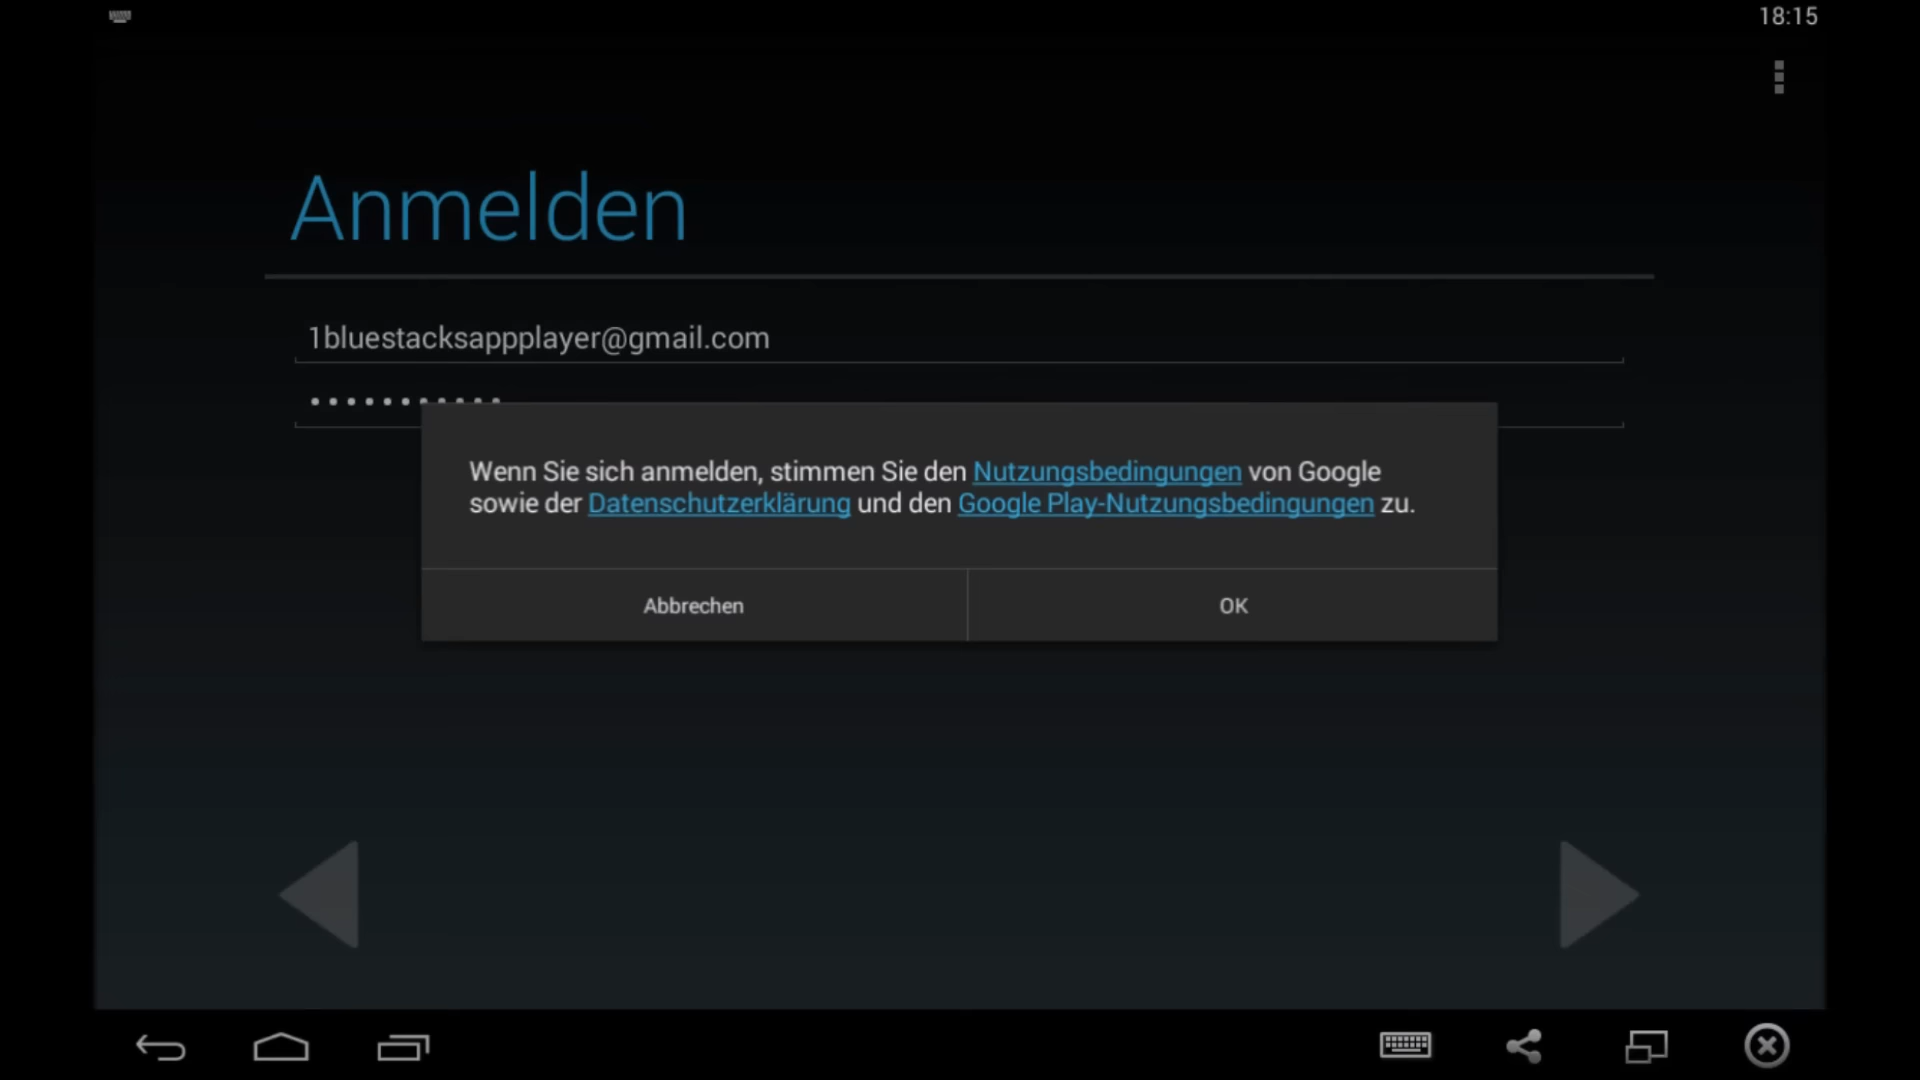 18:15
Anmelden
1bluestacksappplayer@gmail.com
•••••••••••
Wenn Sie sich anmelden, stimmen Sie den Nutzungsbedingungen von Google
sowie der Datenschutzerklärung und den Google Play-Nutzungsbedingungen zu.
Abbrechen OK